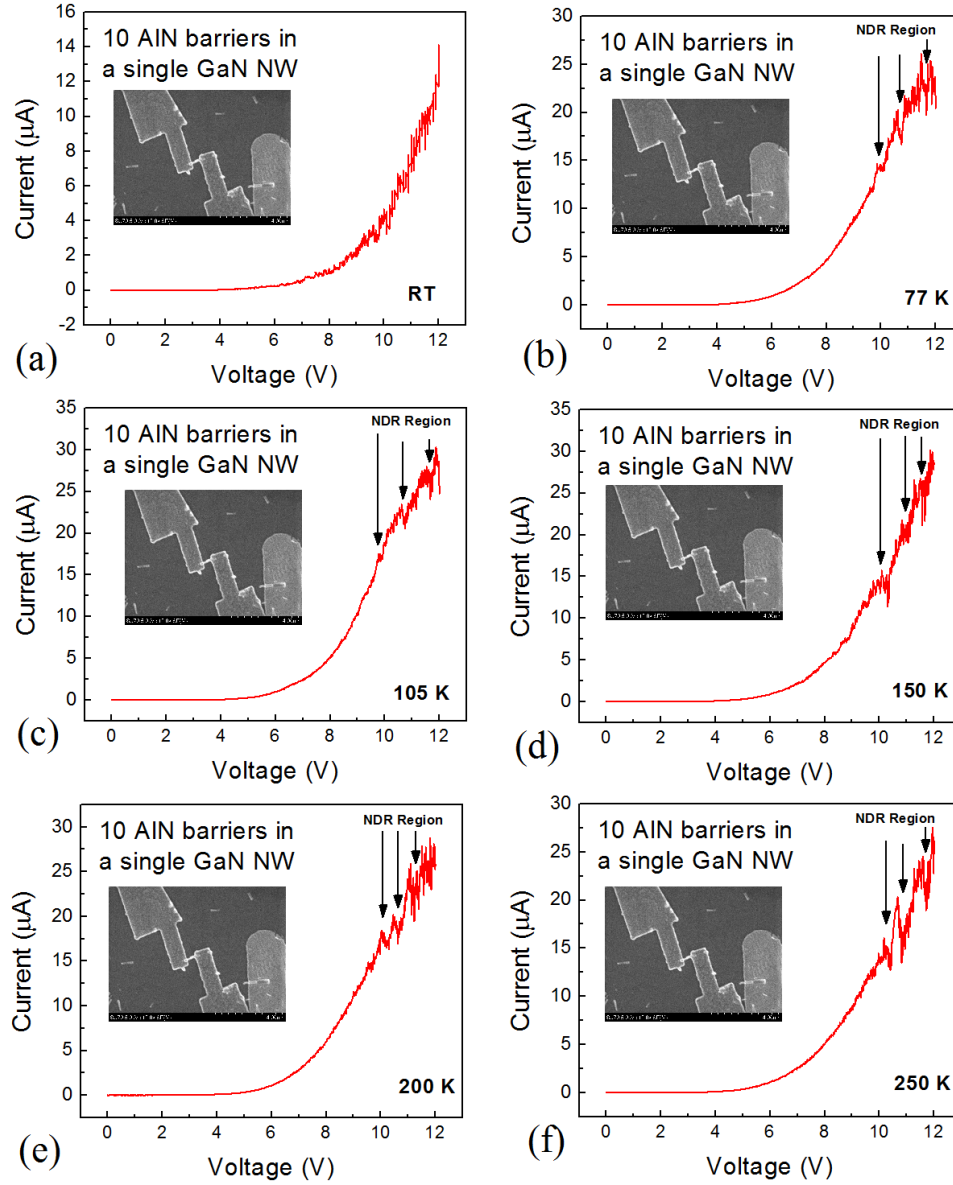 10 AlN barriers in
a single GaN NW
Current (µA)
16
14
12
10
8
6
4
2
0
-2
0 2 4 6 8 10 12
RT
(a)
Voltage (V)
NDR Region
10 AlN barriers in
a single GaN NW
Current (µA)
30
25
20
15
10
5
0
0 2 4 6 8 10 12
77 K
(b)
Voltage (V)
NDR Region
10 AlN barriers in
a single GaN NW
Current (µA)
35
30
25
20
15
10
5
0
0 2 4 6 8 10 12
105 K
(c)
Voltage (V)
NDR Region
10 AlN barriers in
a single GaN NW
Current (µA)
35
30
25
20
15
10
5
0
0 2 4 6 8 10 12
150 K
(d)
Voltage (V)
NDR Region
10 AlN barriers in
a single GaN NW
Current (µA)
30
25
20
15
10
5
0
0 2 4 6 8 10 12
200 K
(e)
Voltage (V)
NDR Region
10 AlN barriers in
a single GaN NW
Current (µA)
30
25
20
15
10
5
0
0 2 4 6 8 10 12
250 K
(f)
Voltage (V)